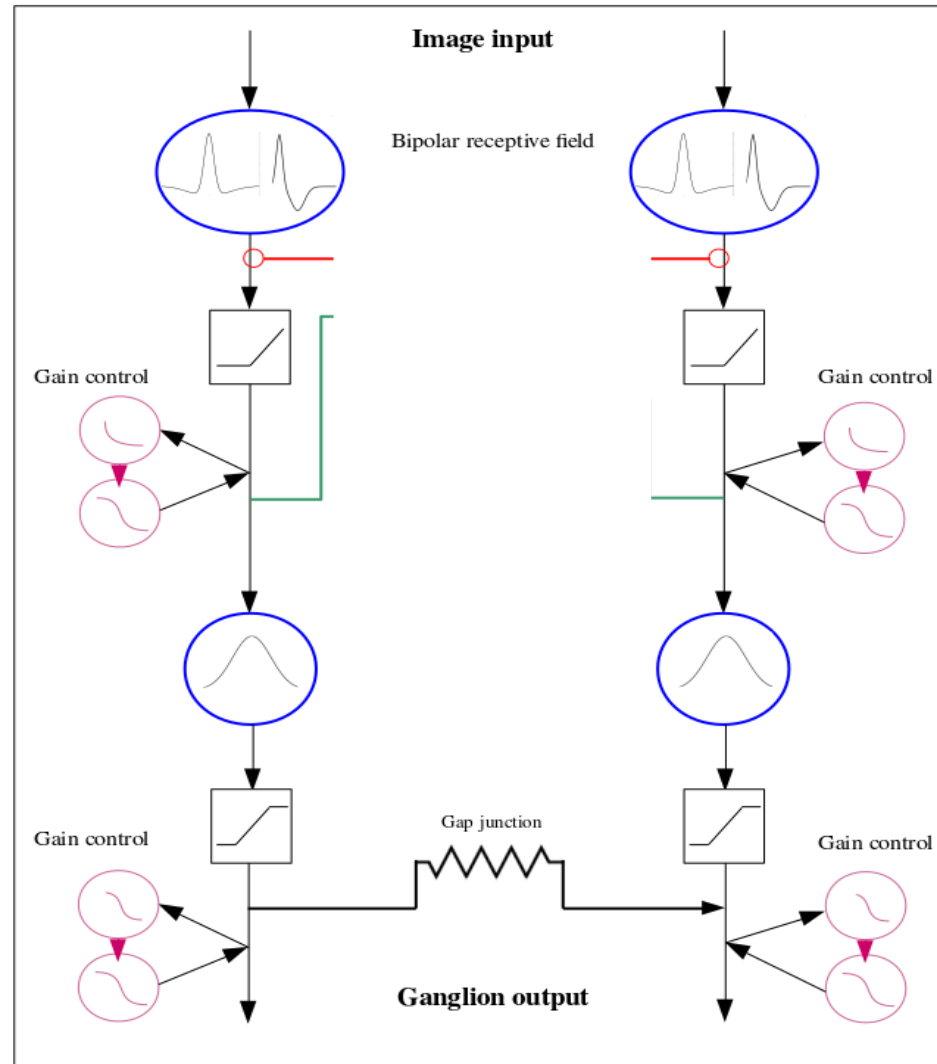 Image input
Bipolar receptive field
Gain control
Gain control
Gap junction
Gain control
Gain control
Ganglion output